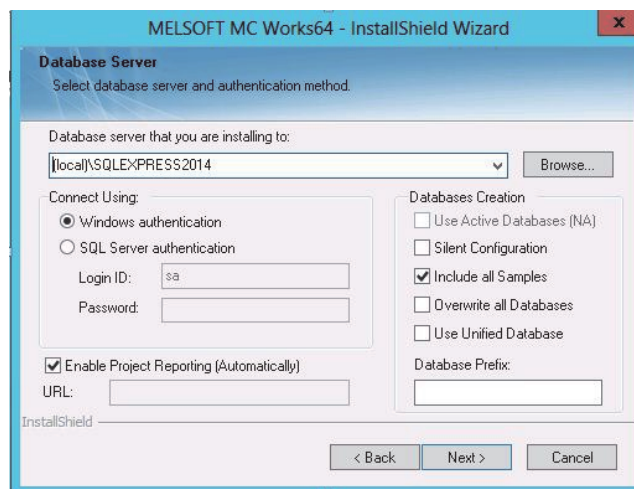 MELSOFT MC Works64 - InstallShield Wizard
x
Database Server
Select database server and authentication method.
Database server that you are installing to:
(local)\SQLEXPRESS2014
Browse...
Connect Using:
Windows authentication
SQL Server authentication
Login ID:
sa
Password:
Databases Creation
Use Active Databases (NA)
Silent Configuration
Include all Samples
Overwrite all Databases
Use Unified Database
Database Prefix:
Enable Project Reporting (Automatically)
URL:
InstallShield
< Back
Next >
Cancel